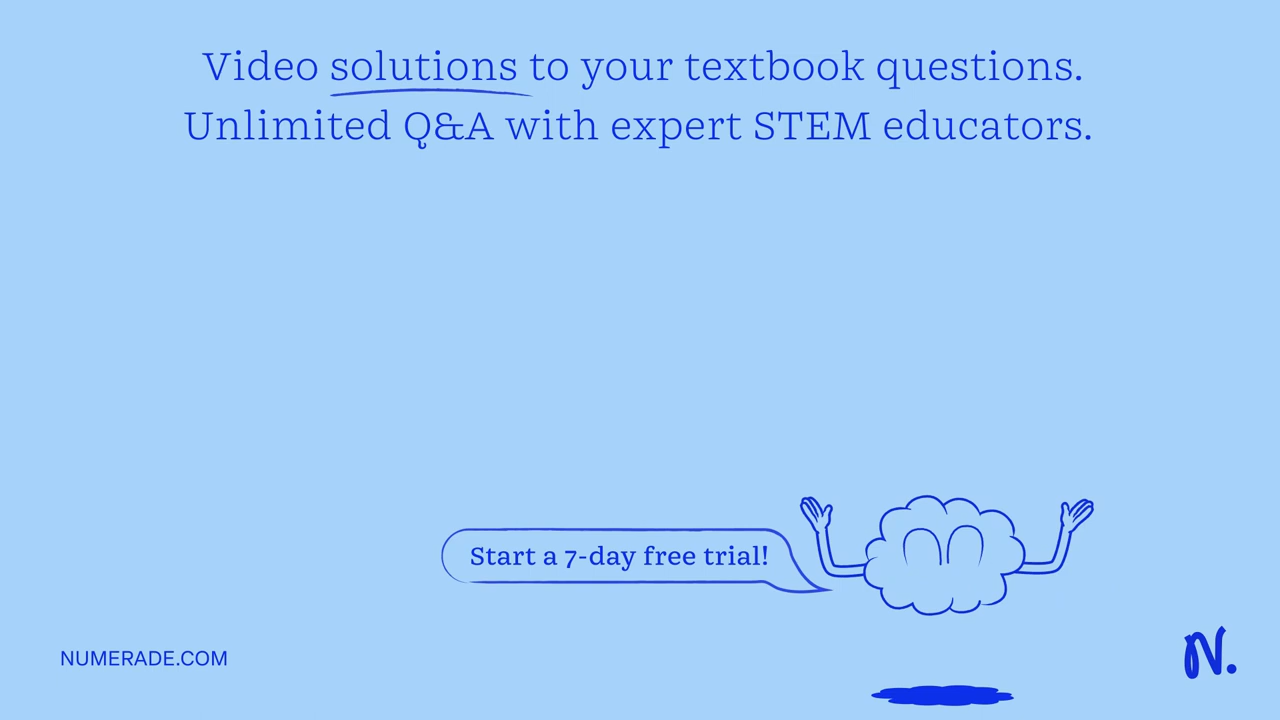 Video solutions to your textbook questions.
Unlimited Q&A with expert STEM educators.
Start a 7-day free trial!
NUMERADE.COM
N.